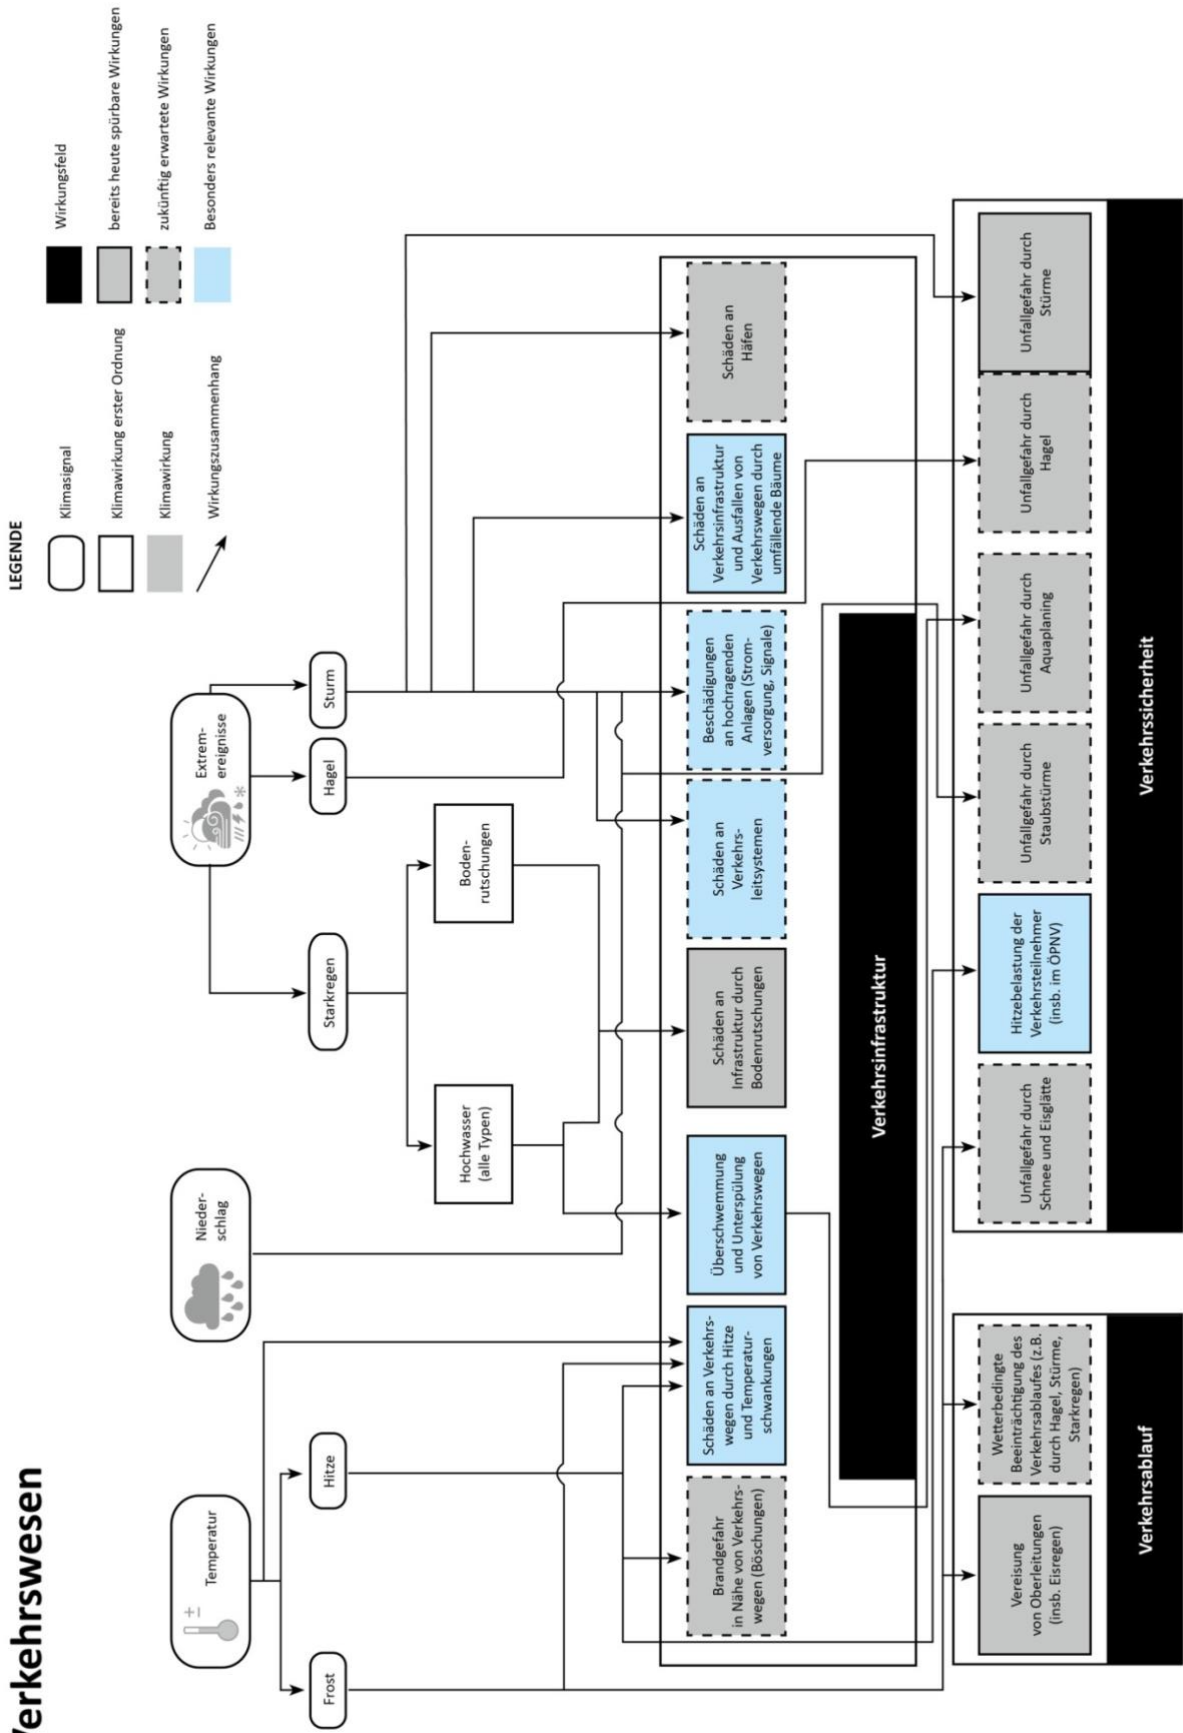 Verkehrswesen
LEGENDE
Klimasignal
Klimawirkung erster Ordnung
Klimawirkung
Wirkungszusammenhang
Wirkungsfeld
bereits heute spürbare Wirkungen
zukünftig erwartete Wirkungen
Besonders relevante Wirkungen
Temperatur
Nieder-
schlag
Extrem-
ereignisse
Frost
Hitze
Starkregen
Hagel
Sturm
Hochwasser
(alle Typen)
Boden-
rutschungen
Brandgefahr
in Nähe von Verkehrs-
wegen (Böschungen)
Schäden an Verkehrs-
wegen durch Hitze
und Temperatur-
schwankungen
Überschwemmung
und Unterspülung
von Verkehrswegen
Schäden an
Infrastruktur durch
Bodenrutschungen
Schäden an
Verkehrs-
leitsystemen
Beschädigungen
an hochragenden
Anlagen (Strom-
versorgung, Signale)
Schäden an
Verkehrsinfrastruktur
und Ausfallen von
Verkehrswegen durch
umfällende Bäume
Schäden an
Häfen
Verkehrsinfrastruktur
Vereisung
von Oberleitungen
(insb. Eisregen)
Wetterbedingte
Beeinträchtigung des
Verkehrsablaufes (z.B.
durch Hagel, Stürme,
Starkregen)
Verkehrsablauf
Unfallgefahr durch
Schnee und Eisglätte
Hitzebelastung der
Verkehrsteilnehmer
(insb. im ÖPNV)
Unfallgefahr durch
Staubstürme
Unfallgefahr durch
Aquaplaning
Unfallgefahr durch
Hagel
Unfallgefahr durch
Stürme
Verkehrssicherheit